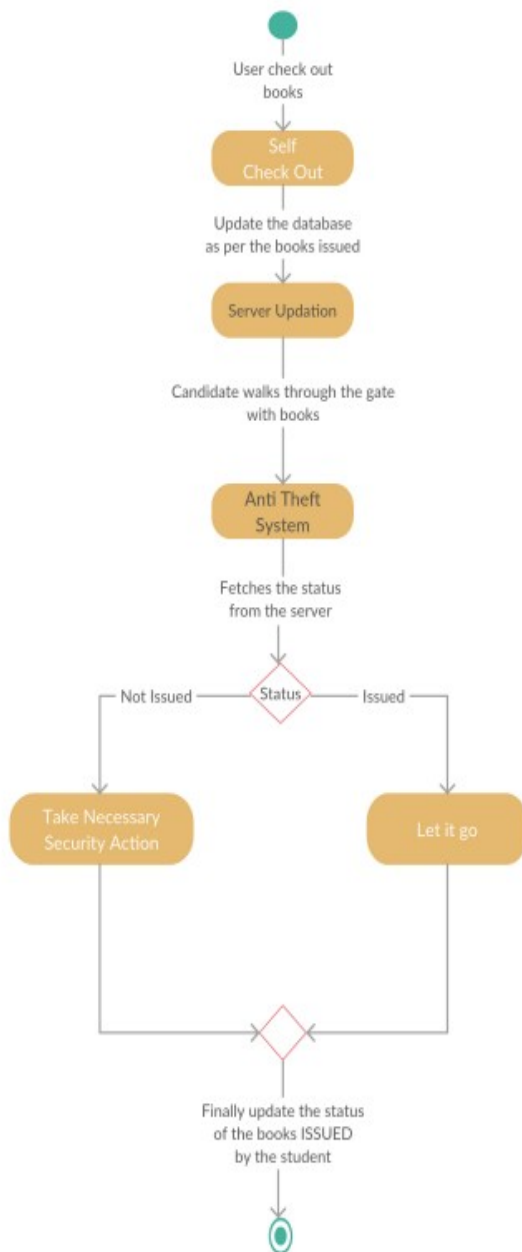 User check out
books
Self
Check Out
Update the database
as per the books issued
Server Updation
Candidate walks through the gate
with books
Anti Theft
System
Fetches the status
from the server
Not Issued
Status
Issued
Take Necessary
Security Action
Let it go
Finally update the status
of the books ISSUED
by the student